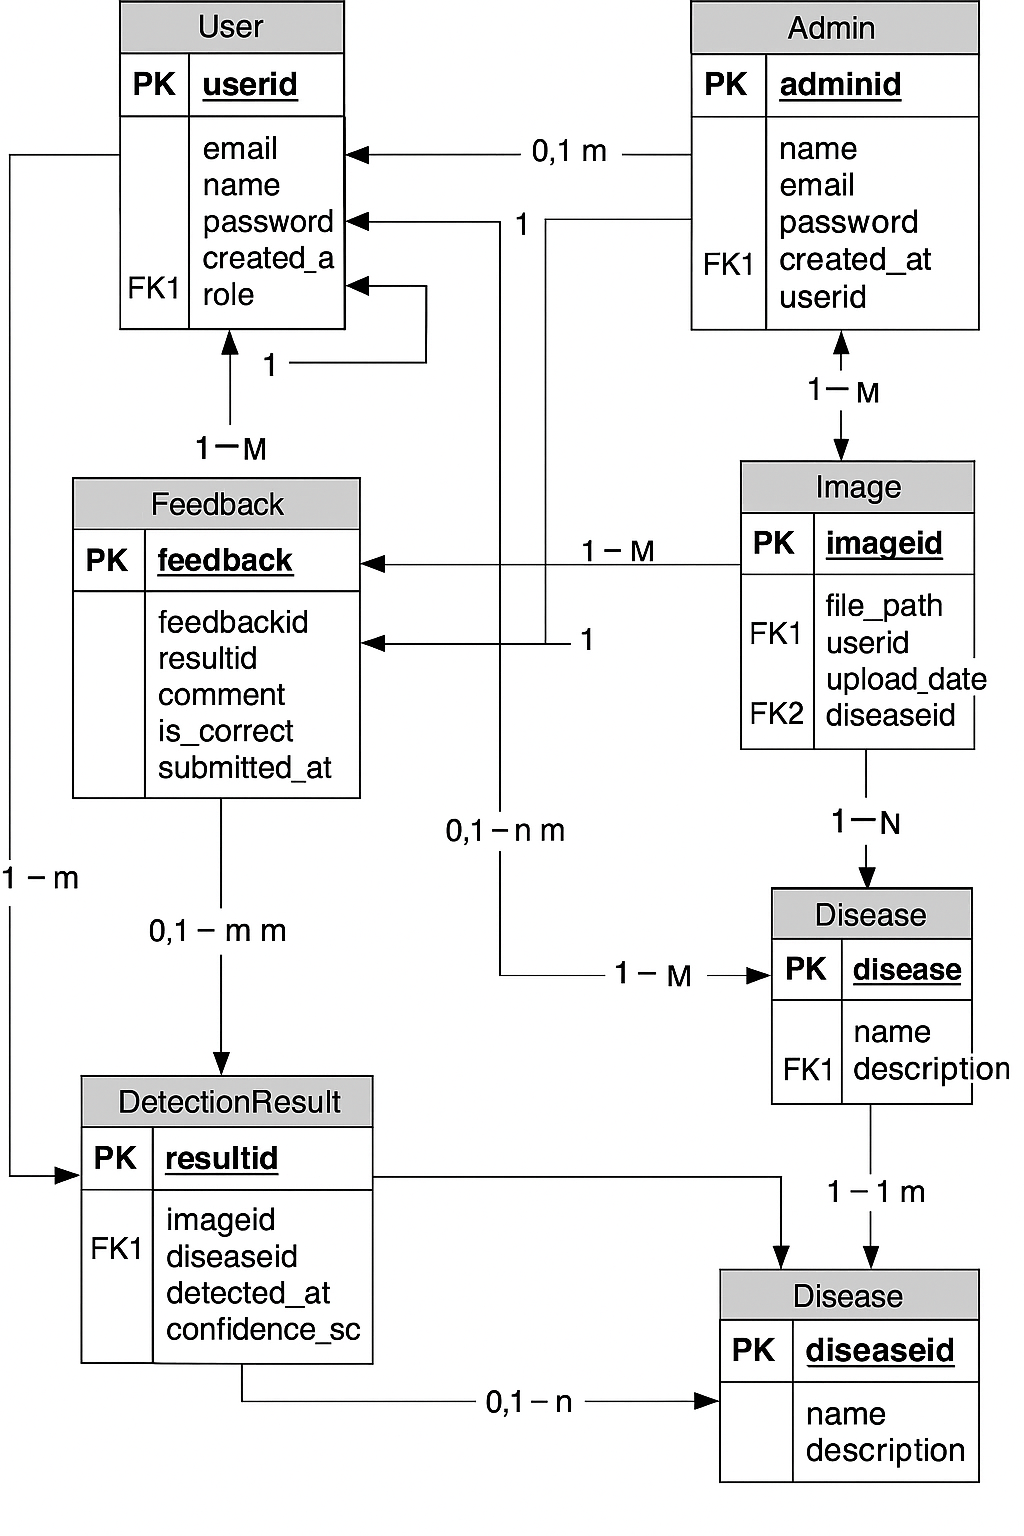 User
PK userid
email
name
password
created_a
FK1
role
Admin
PK adminid
name
email
password
FK1 created_at
userid
0,1 m
1
1
1 – M
1 – M
Feedback
PK feedback
feedbackid
resultid
comment
is_correct
submitted_at
1 – M
1
Image
PK imageid
file_path
FK1 userid
upload_date
FK2 diseaseid
1 – N
0,1 – n m
1 – m
0,1 – m m
1 – M
Disease
PK disease
name
FK1 description
DetectionResult
PK resultid
imageid
FK1 diseaseid
detected_at
confidence_sc
1 – 1 m
Disease
PK diseaseid
name
description
0,1 – n